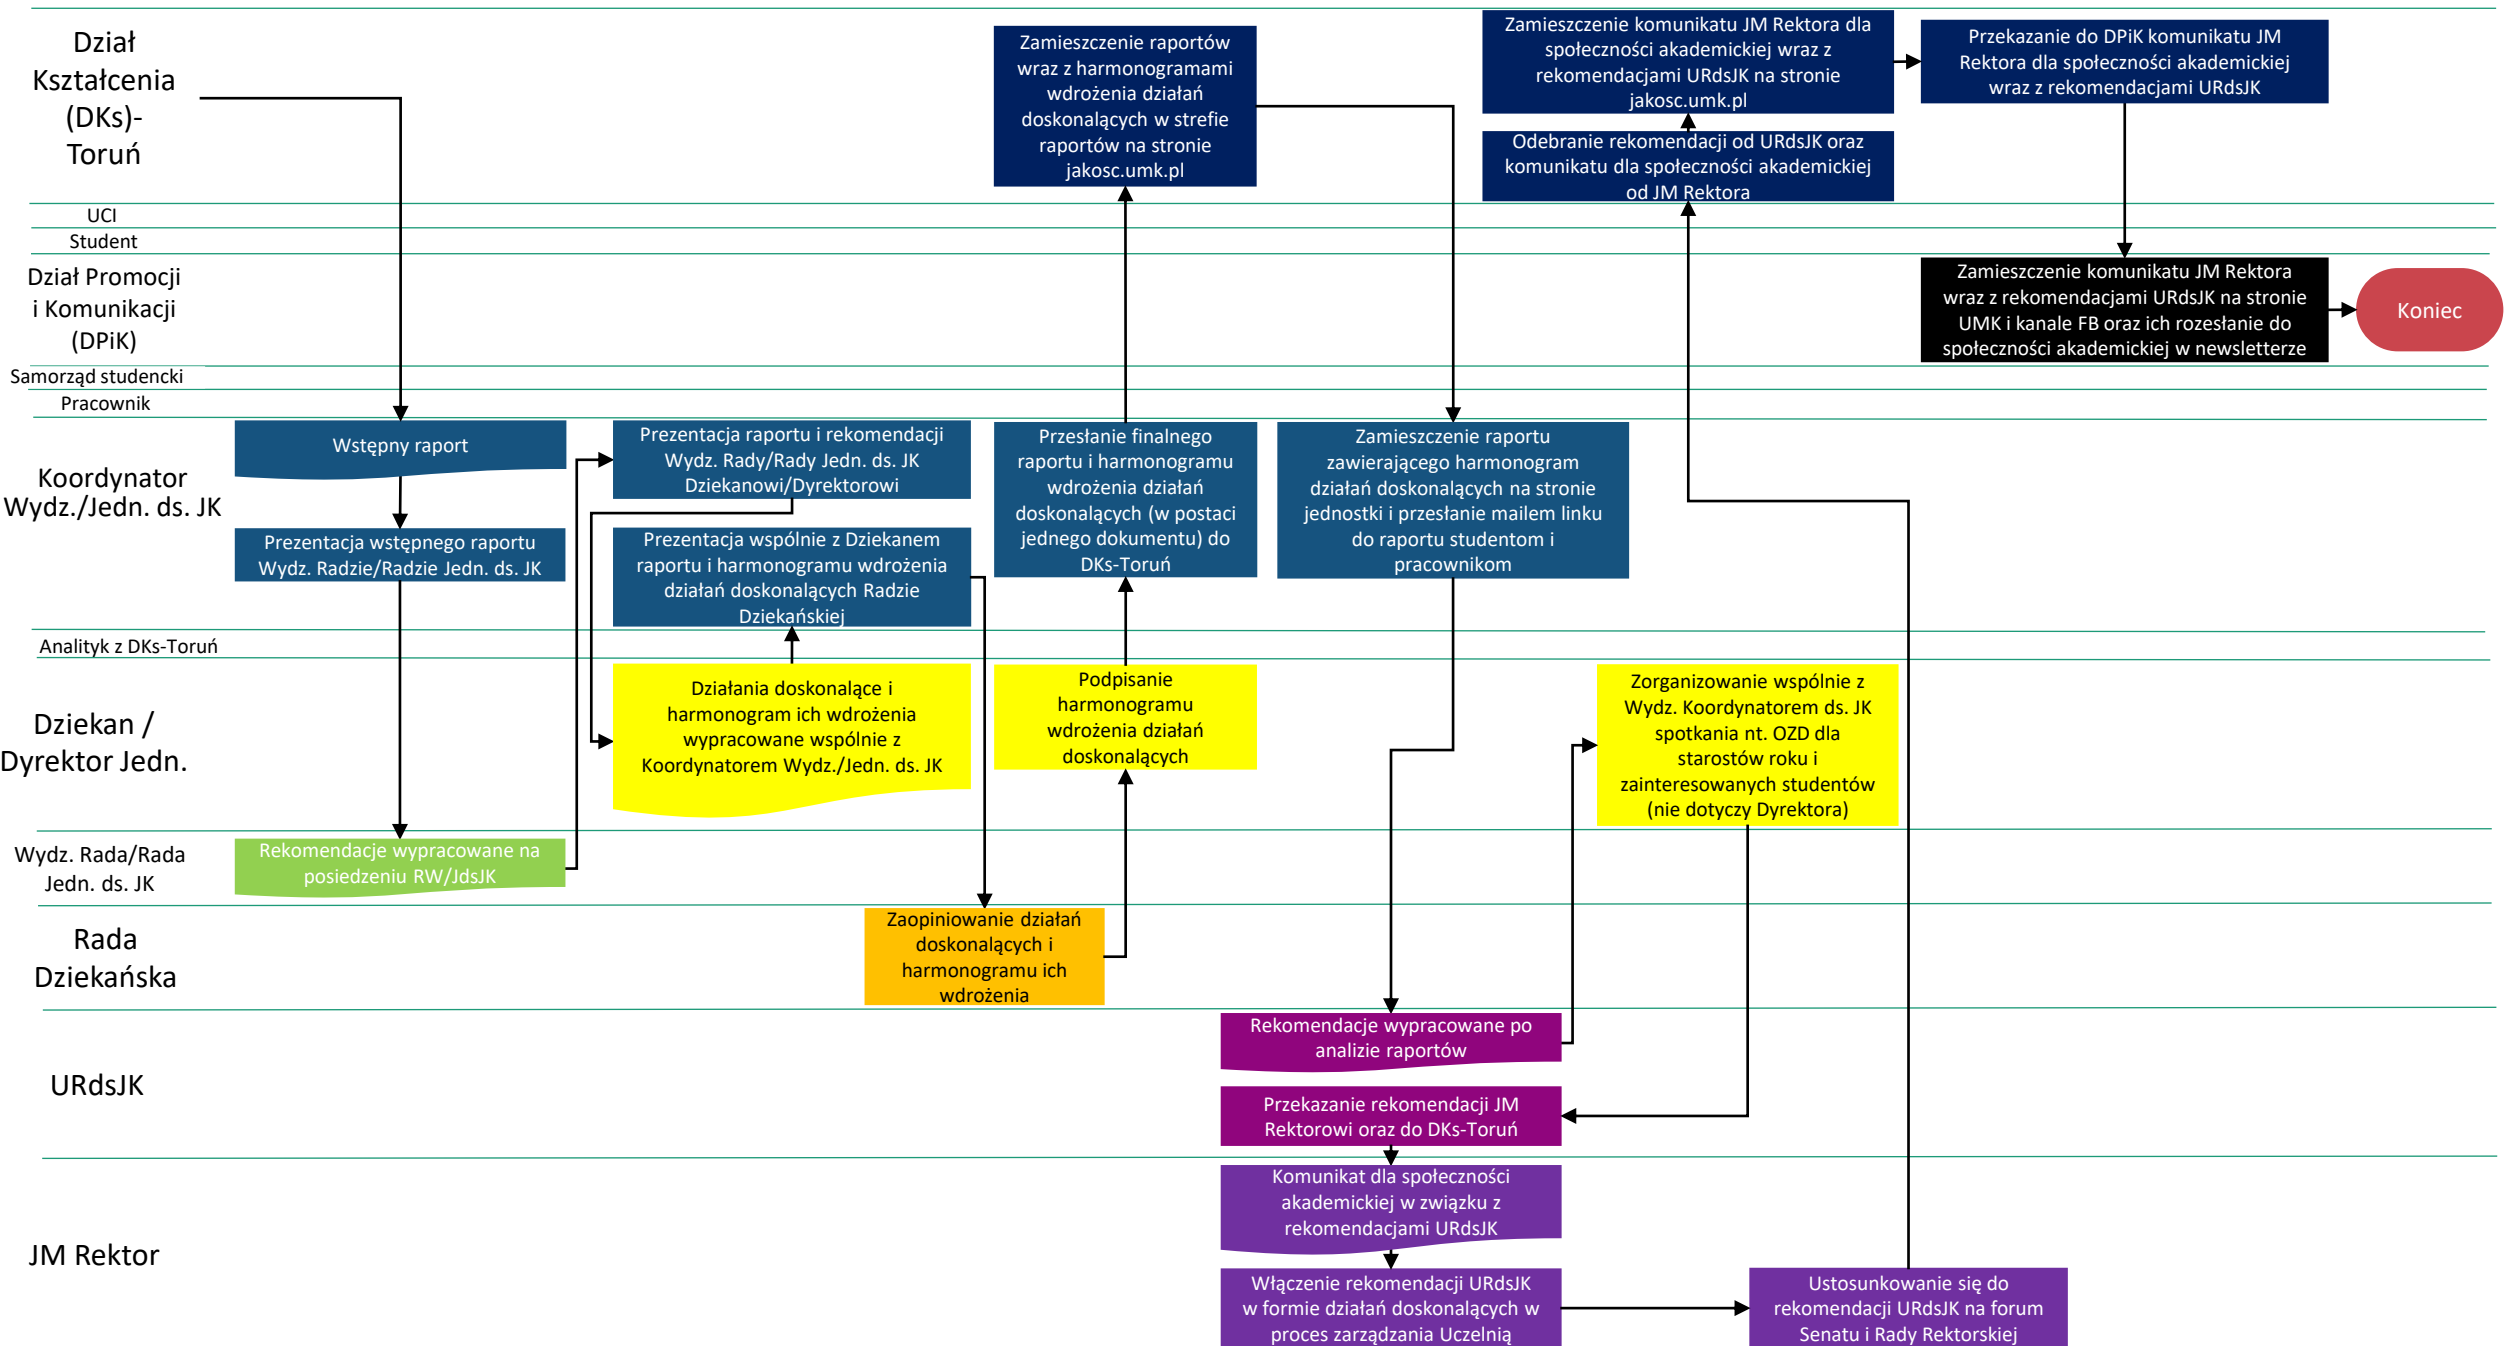 Dział
Kształcenia
(DKs)-
Toruń
Zamieszczenie raportów
wraz z harmonogramami
wdrożenia działań
doskonalących w strefie
raportów na stronie
jakosc.umk.pl
Zamieszczenie komunikatu JM Rektora dla
społeczności akademickiej wraz z
rekomendacjami URdsJK na stronie
jakosc.umk.pl
Przekazanie do DPiK komunikatu JM
Rektora dla społeczności akademickiej
wraz z rekomendacjami URdsJK
Odebranie rekomendacji od URdsJK oraz
komunikatu dla społeczności akademickiej
od JM Rektora
UCI
Student
Dział Promocji
i Komunikacji
(DPiK)
Zamieszczenie komunikatu JM Rektora
wraz z rekomendacjami URdsJK na stronie
UMK i kanale FB oraz ich rozesłanie do
społeczności akademickiej w newsletterze
Koniec
Samorząd studencki
Pracownik
Koordynator
Wydz./Jedn. ds. JK
Wstępny raport
Prezentacja wstępnego raportu
Wydz. Radzie/Radzie Jedn. ds. JK
Prezentacja raportu i rekomendacji
Wydz. Rady/Rady Jedn. ds. JK
Dziekanowi/Dyrektorowi
Prezentacja wspólnie z Dziekanem
raportu i harmonogramu wdrożenia
działań doskonalących Radzie
Dziekańskiej
Przesłanie finalnego
raportu i harmonogramu
wdrożenia działań
doskonalących (w postaci
jednego dokumentu) do
DKs-Toruń
Zamieszczenie raportu
zawierającego harmonogram
działań doskonalących na stronie
jednostki i przesłanie mailem linku
do raportu studentom i
pracownikom
Analityk z DKs-Toruń
Dziekan /
Dyrektor Jedn.
Działania doskonalące i
harmonogram ich wdrożenia
wypracowane wspólnie z
Koordynatorem Wydz./Jedn. ds. JK
Podpisanie
harmonogramu
wdrożenia działań
doskonalących
Zorganizowanie wspólnie z
Wydz. Koordynatorem ds. JK
spotkania nt. OZD dla
starostów roku i
zainteresowanych studentów
(nie dotyczy Dyrektora)
Wydz. Rada/Rada
Jedn. ds. JK
Rekomendacje wypracowane na
posiedzeniu RW/JdsJK
Rada
Dziekańska
Zaopiniowanie działań
doskonalących i
harmonogramu ich
wdrożenia
URdsJK
Rekomendacje wypracowane po
analizie raportów
Przekazanie rekomendacji JM
Rektorowi oraz do DKs-Toruń
JM Rektor
Komunikat dla społeczności
akademickiej w związku z
rekomendacjami URdsJK
Włączenie rekomendacji URdsJK
w formie działań doskonalących w
proces zarządzania Uczelnią
Ustosunkowanie się do
rekomendacji URdsJK na forum
Senatu i Rady Rektorskiej